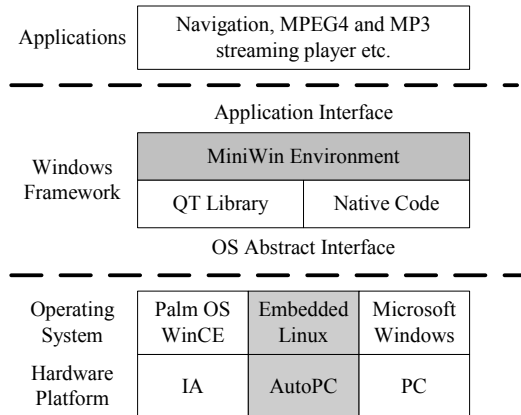 Applications
Navigation, MPEG4 and MP3
streaming player etc.
Application Interface
Windows
Framework
MiniWin Environment
QT Library
Native Code
OS Abstract Interface
Operating
System
Palm OS
WinCE
Embedded
Linux
Microsoft
Windows
Hardware
Platform
IA
AutoPC
PC